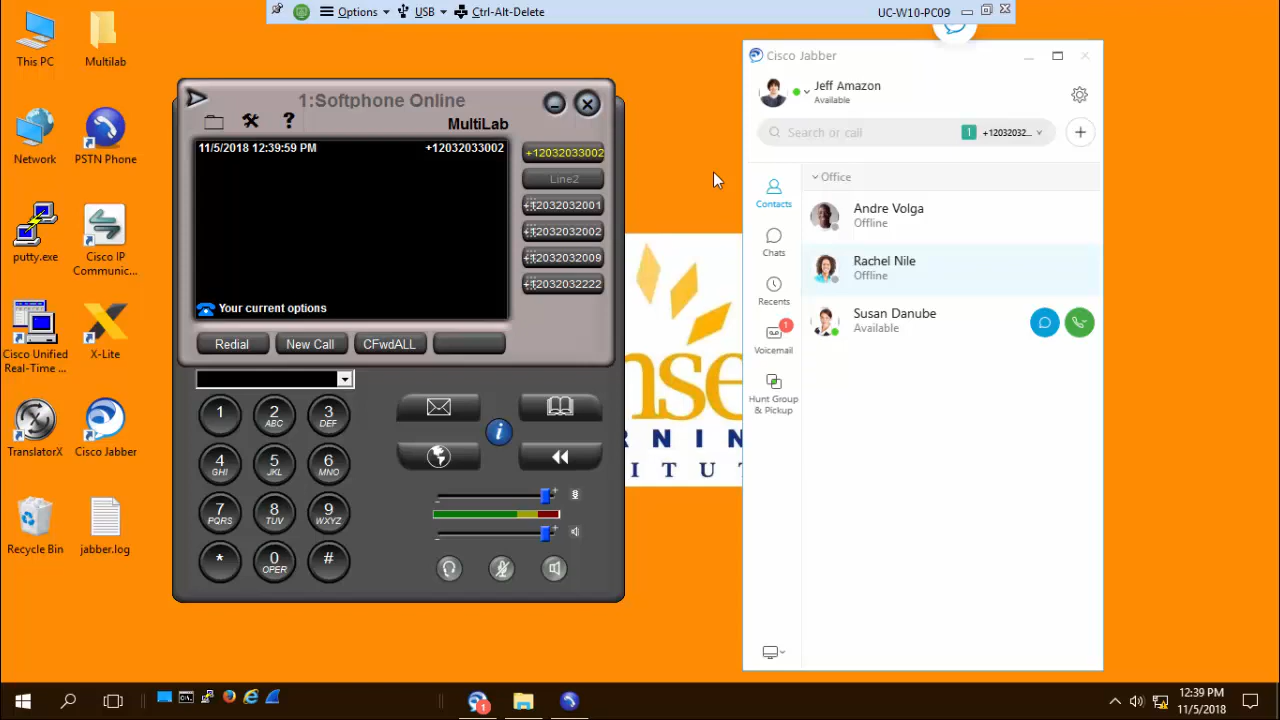 Options USB Ctrl-Alt-Delete UC-W10-PC09
This PC
Multilab
Network
PSTN Phone
putty.exe
Cisco IP
Communic...
Cisco Unified
Real-Time ...
X-Lite
TranslatorX
Cisco Jabber
Recycle Bin
jabber.log
1:Softphone Online
?
MultiLab
11/5/2018 12:39:59 PM +12032033002
+12032033002
Line2
+12032032001
+12032032002
+12032032009
+12032032222
Your current options
Redial New Call CFwdALL
1 2 ABC 3 DEF
4 GHI 5 JKL 6 MNO
7 PQRS 8 TUV 9 WXYZ
* 0 OPER #
i
Cisco Jabber
Jeff Amazon
Available
Search or call 1 +12032032...
Contacts
Chats
Recents
1
Voicemail
Hunt Group
& Pickup
Office
Andre Volga
Offline
Rachel Nile
Offline
Susan Danube
Available
nse
RNIN
ITUT
1
12:39 PM
11/5/2018